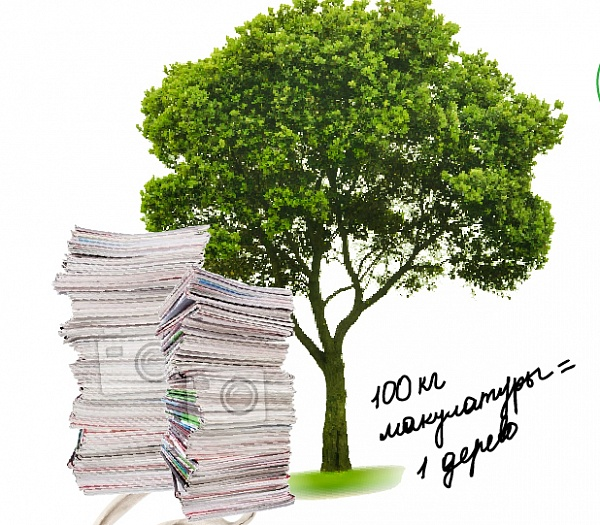 100 кг
макулатуры =
1 дерево